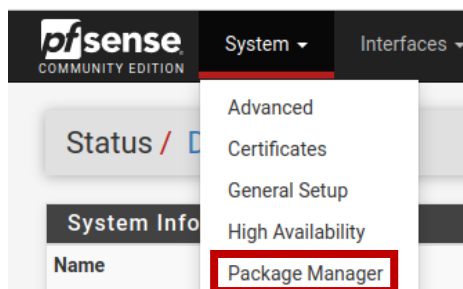 pfsense
COMMUNITY EDITION
System
Interfaces
Advanced
Status /
Certificates
General Setup
System Info
High Availability
Name
Package Manager